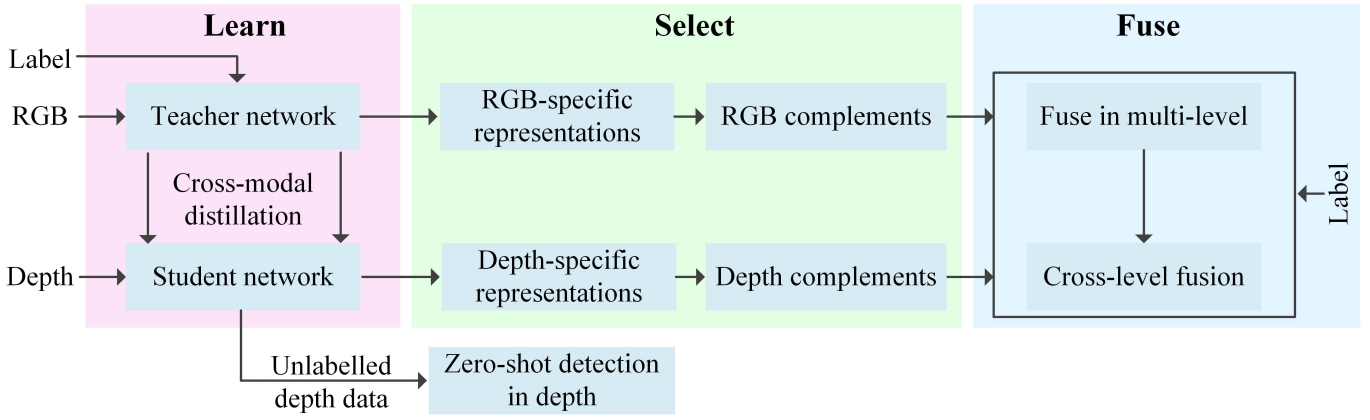 Learn
Select
Fuse
Label
RGB
Teacher network
RGB-specific
representations
RGB complements
Fuse in multi-level
Cross-modal
distillation
Label
Depth
Student network
Depth-specific
representations
Depth complements
Cross-level fusion
Unlabelled
depth data
Zero-shot detection
in depth